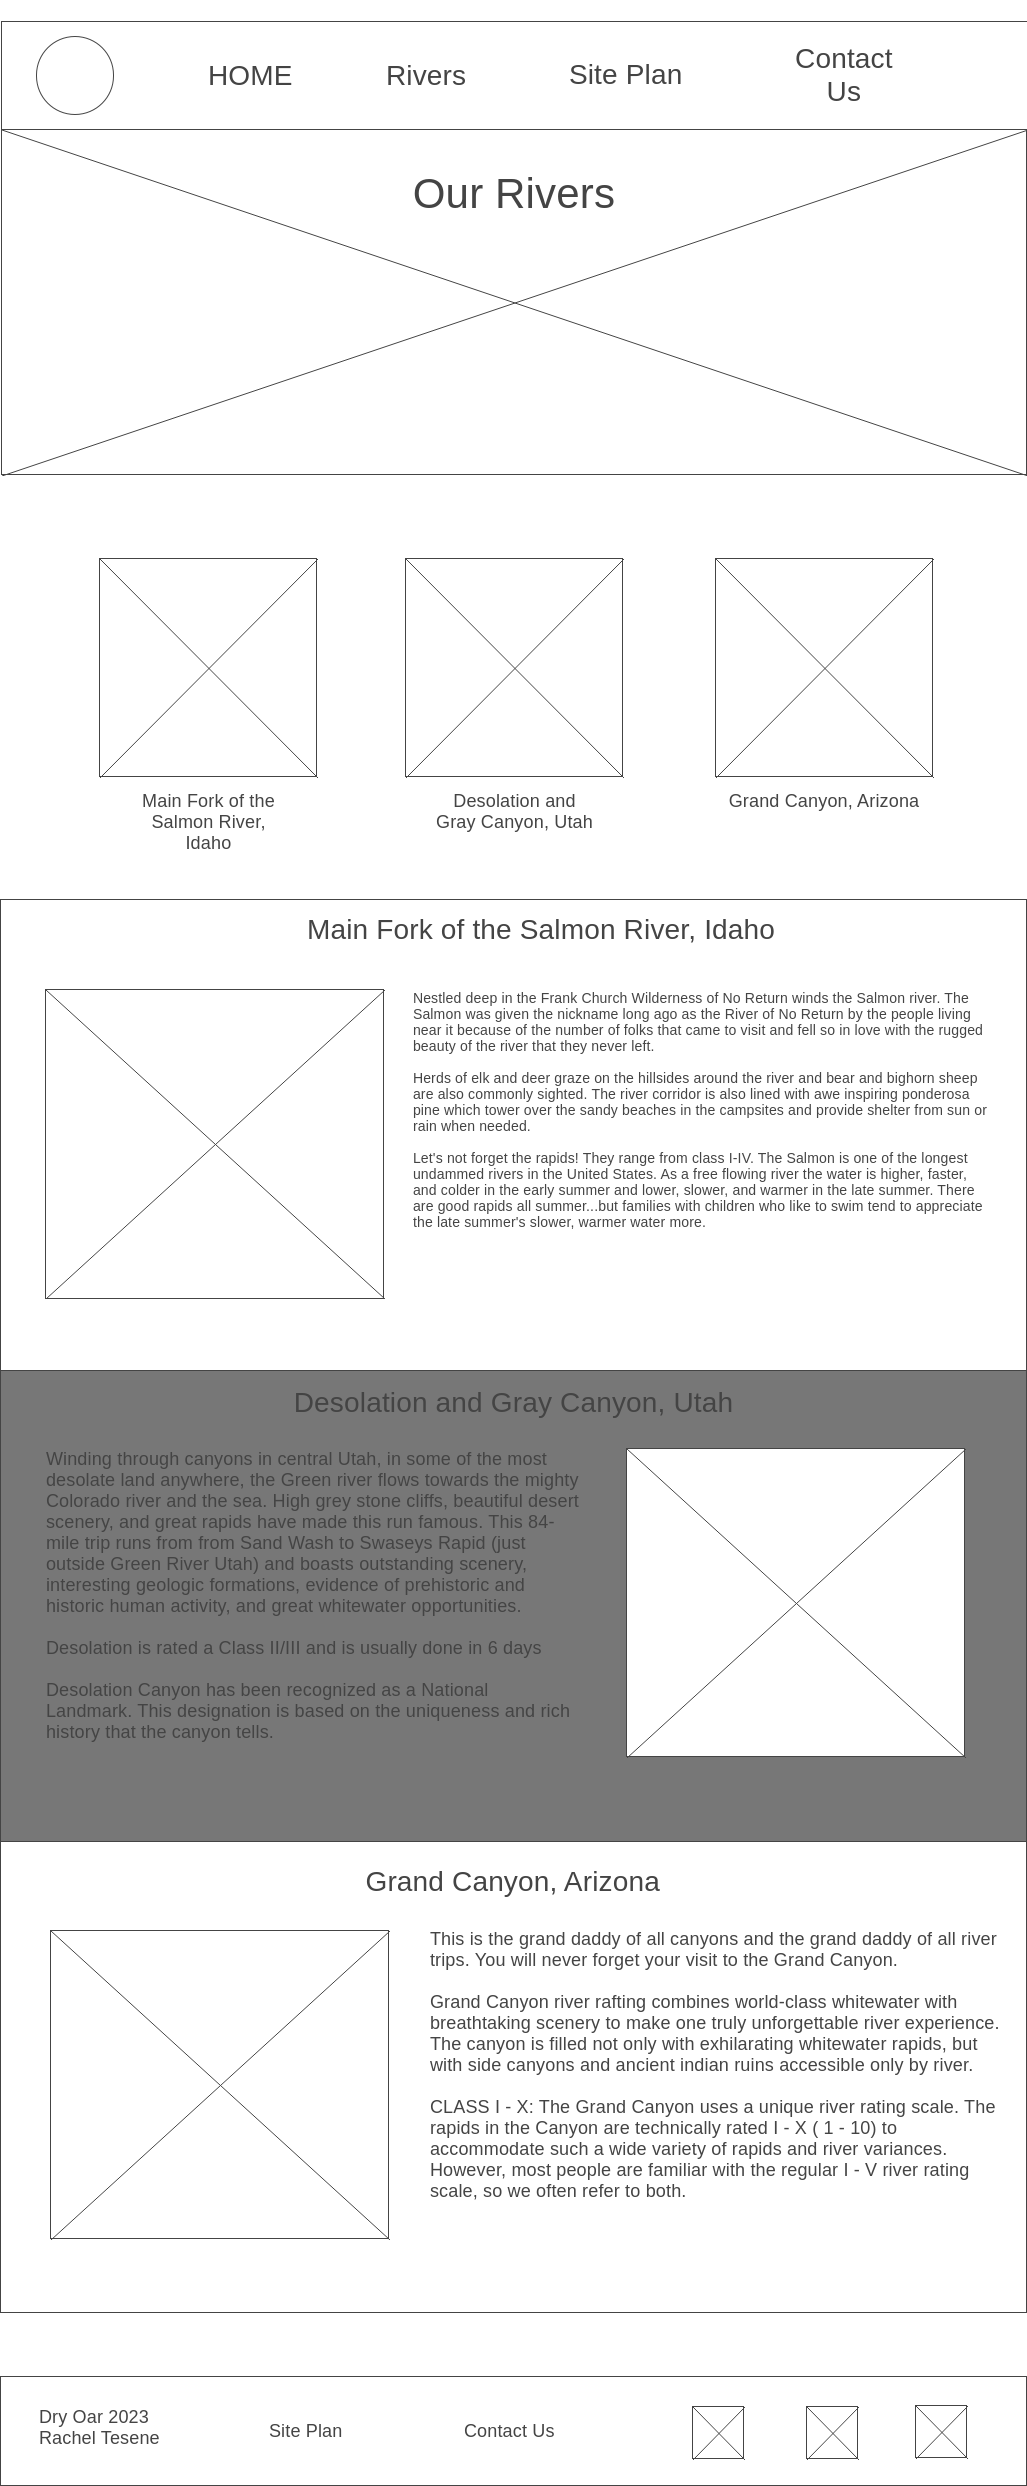 HOME
Rivers
Site Plan
Contact
Us
Our Rivers
Main Fork of the
Salmon River,
Idaho
Desolation and
Gray Canyon, Utah
Grand Canyon, Arizona
Main Fork of the Salmon River, Idaho
Nestled deep in the Frank Church Wilderness of No Return winds the Salmon river. The
Salmon was given the nickname long ago as the River of No Return by the people living
near it because of the number of folks that came to visit and fell so in love with the rugged
beauty of the river that they never left.
Herds of elk and deer graze on the hillsides around the river and bear and bighorn sheep
are also commonly sighted. The river corridor is also lined with awe inspiring ponderosa
pine which tower over the sandy beaches in the campsites and provide shelter from sun or
rain when needed.
Let's not forget the rapids! They range from class I-IV. The Salmon is one of the longest
undammed rivers in the United States. As a free flowing river the water is higher, faster,
and colder in the early summer and lower, slower, and warmer in the late summer. There
are good rapids all summer...but families with children who like to swim tend to appreciate
the late summer's slower, warmer water more.
Desolation and Gray Canyon, Utah
Winding through canyons in central Utah, in some of the most
desolate land anywhere, the Green river flows towards the mighty
Colorado river and the sea. High grey stone cliffs, beautiful desert
scenery, and great rapids have made this run famous. This 84-
mile trip runs from from Sand Wash to Swaseys Rapid (just
outside Green River Utah) and boasts outstanding scenery,
interesting geologic formations, evidence of prehistoric and
historic human activity, and great whitewater opportunities.
Desolation is rated a Class II/III and is usually done in 6 days
Desolation Canyon has been recognized as a National
Landmark. This designation is based on the uniqueness and rich
history that the canyon tells.
Grand Canyon, Arizona
This is the grand daddy of all canyons and the grand daddy of all river
trips. You will never forget your visit to the Grand Canyon.
Grand Canyon river rafting combines world-class whitewater with
breathtaking scenery to make one truly unforgettable river experience.
The canyon is filled not only with exhilarating whitewater rapids, but
with side canyons and ancient indian ruins accessible only by river.
CLASS I - X: The Grand Canyon uses a unique river rating scale. The
rapids in the Canyon are technically rated I - X ( 1 - 10) to
accommodate such a wide variety of rapids and river variances.
However, most people are familiar with the regular I - V river rating
scale, so we often refer to both.
Dry Oar 2023
Rachel Tesene
Site Plan
Contact Us